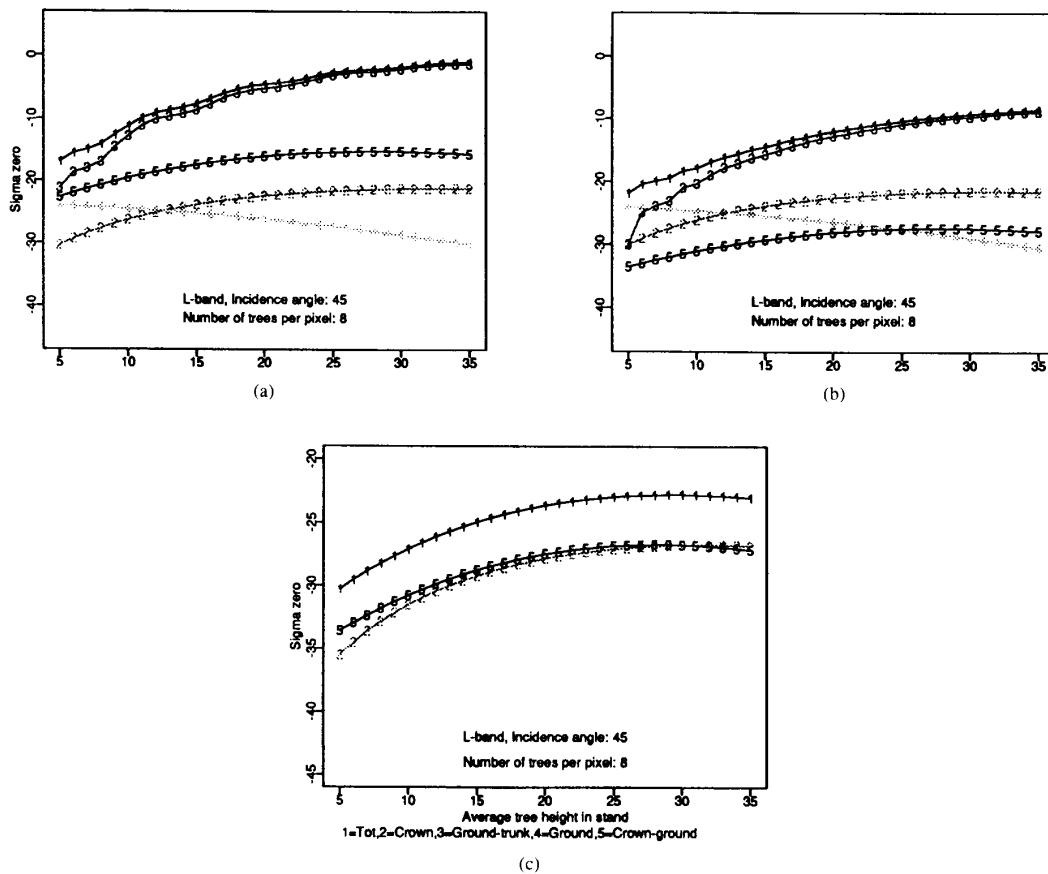 0
-10
-20
-30
-40
Sigma zero
L-band, Incidence angle: 45
Number of trees per pixel: 8
5 10 15 20 25 30 35
(a)
0
-10
-20
-30
-40
L-band, Incidence angle: 45
Number of trees per pixel: 8
5 10 15 20 25 30 35
(b)
-20
-25
-30
-35
-40
-45
Sigma zero
L-band, Incidence angle: 45
Number of trees per pixel: 8
5 10 15 20 25 30 35
Average tree height in stand
1=Tot,2=Crown,3=Ground-trunk,4=Ground,5=Crown-ground
(c)